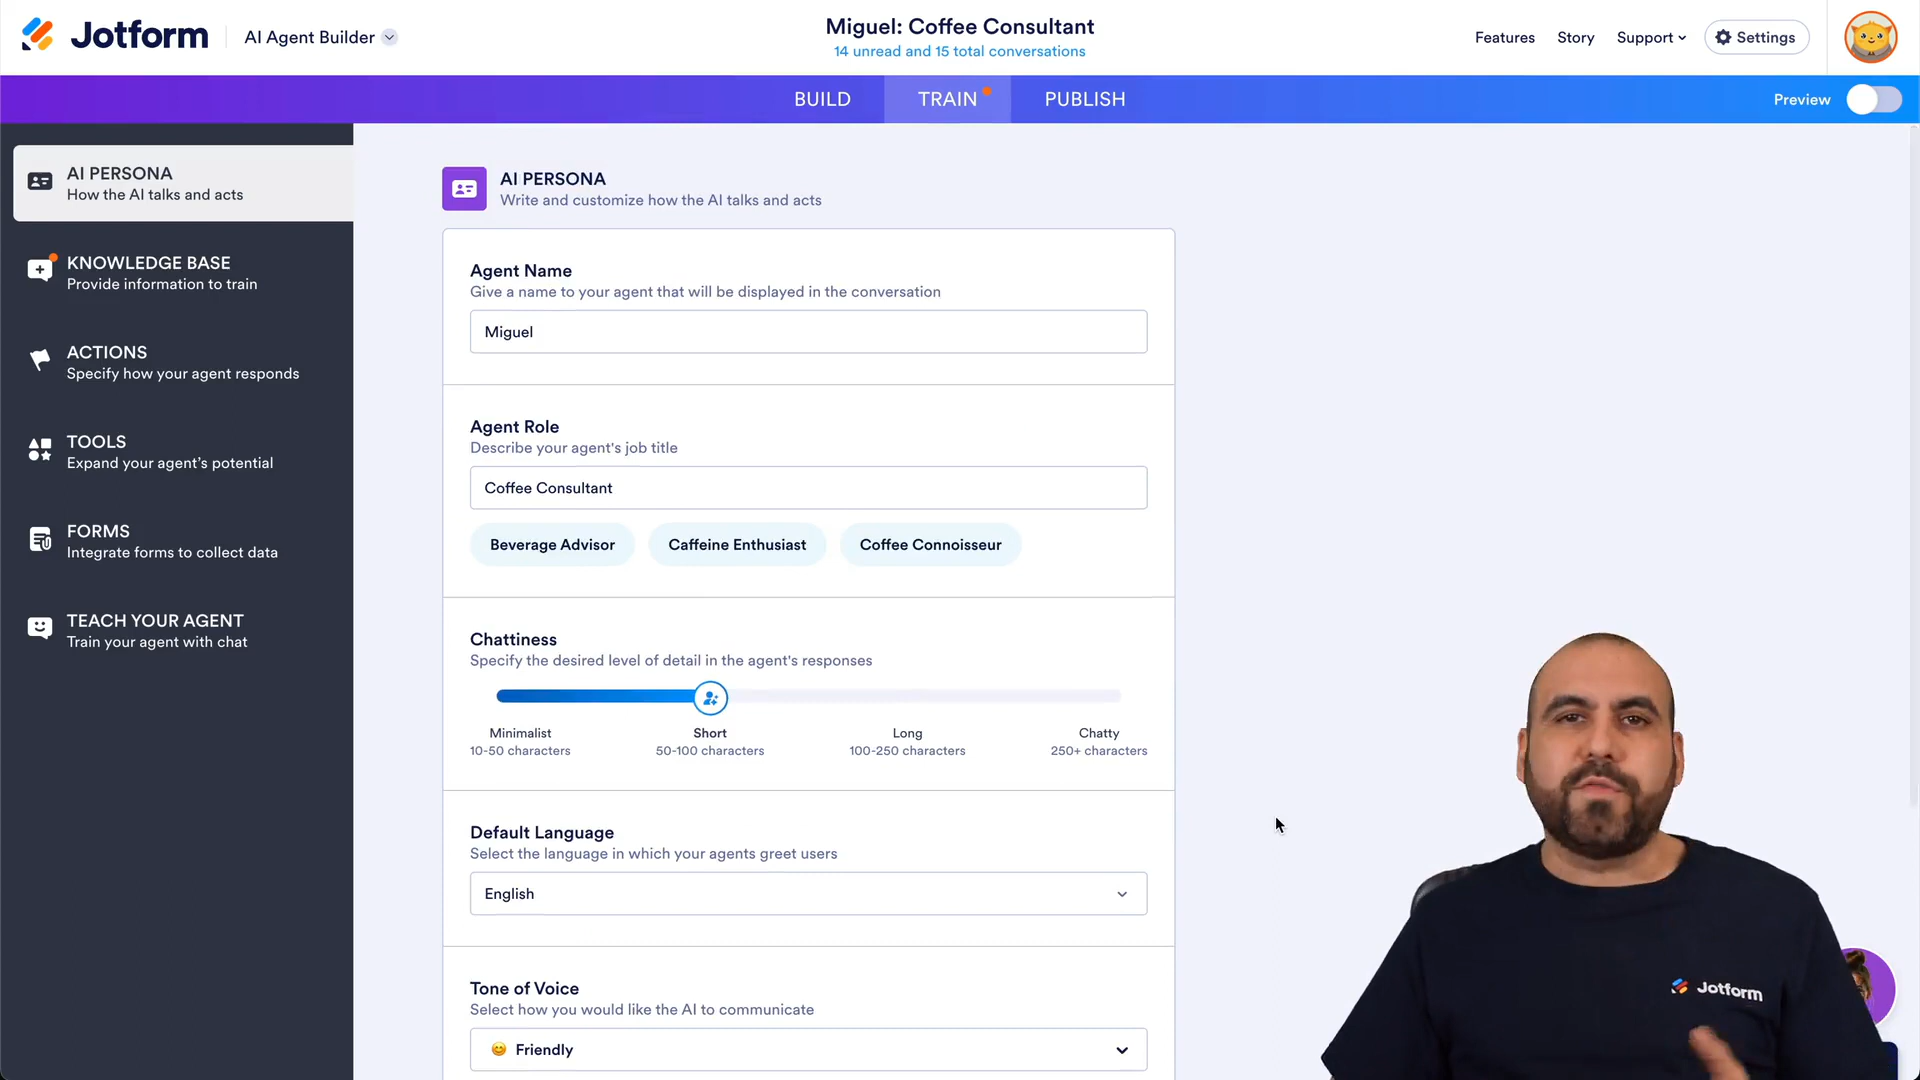 Jotform
AI Agent Builder
Miguel: Coffee Consultant
14 unread and 15 total conversations
Features
Story
Support
Settings
BUILD
TRAIN
PUBLISH
Preview
AI PERSONA
How the AI talks and acts
KNOWLEDGE BASE
Provide information to train
ACTIONS
Specify how your agent responds
TOOLS
Expand your agent's potential
FORMS
Integrate forms to collect data
TEACH YOUR AGENT
Train your agent with chat
AI PERSONA
Write and customize how the AI talks and acts
Agent Name
Give a name to your agent that will be displayed in the conversation
Miguel
Agent Role
Describe your agent's job title
Coffee Consultant
Beverage Advisor
Caffeine Enthusiast
Coffee Connoisseur
Chattiness
Specify the desired level of detail in the agent's responses
Minimalist
10-50 characters
Short
50-100 characters
Long
100-250 characters
Chatty
250+ characters
Default Language
Select the language in which your agents greet users
English
Tone of Voice
Select how you would like the AI to communicate
Friendly
Jotform